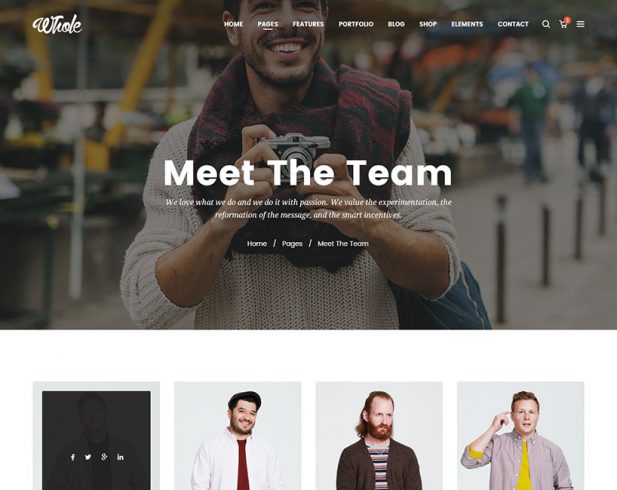 Whole
HOME PAGES FEATURES PORTFOLIO BLOG SHOP ELEMENTS CONTACT
3
Meet The Team
We love what we do and we do it with passion. We value the experimentation, the
reformation of the message, and the smart incentives.
Home / Pages / Meet The Team